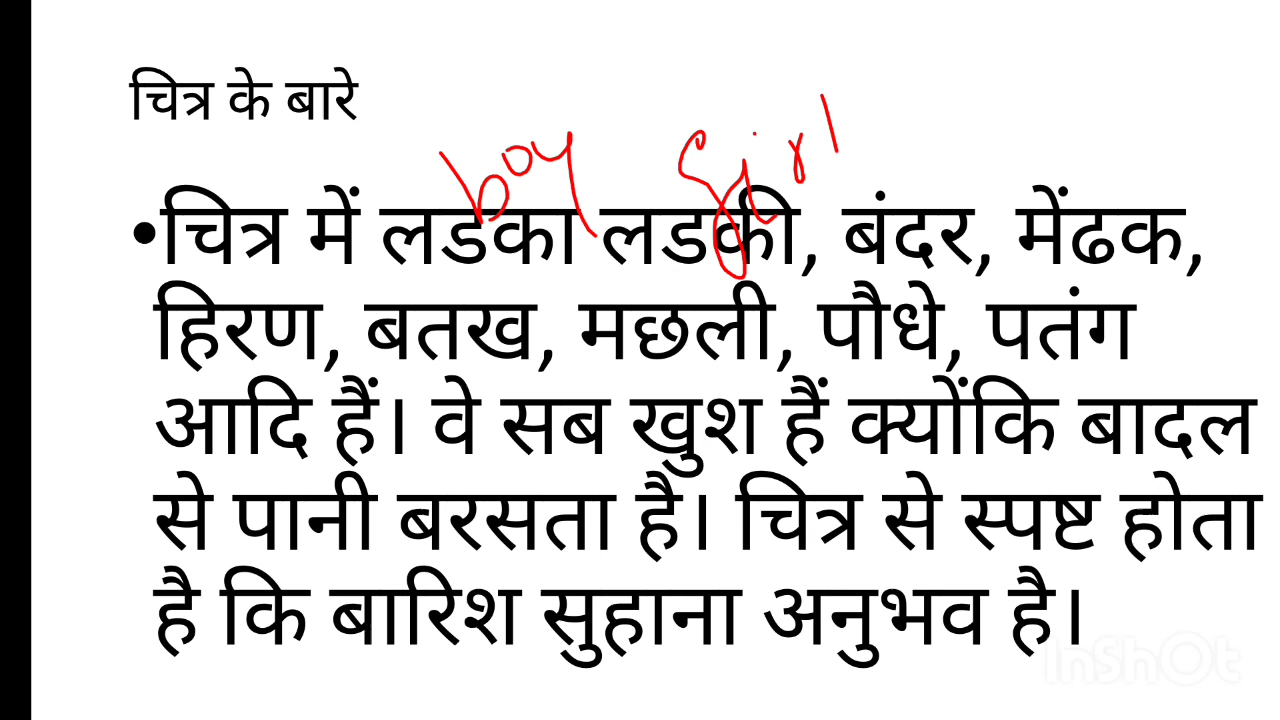 चित्र के बारे
boy girl
•चित्र में लडका लडकी, बंदर, मेंढक,
हिरण, बतख, मछली, पौधे, पतंग
आदि हैं। वे सब खुश हैं क्योंकि बादल
से पानी बरसता है। चित्र से स्पष्ट होता
है कि बारिश सुहाना अनुभव है।
InShOt